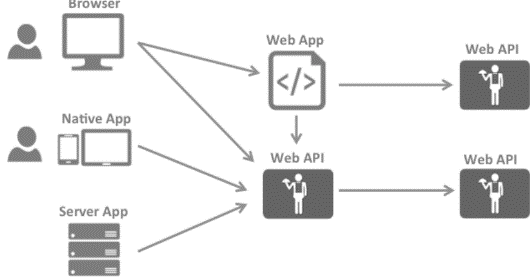 Browser
Web App
Web API
</>
Native App
Web API
Web API
Server App